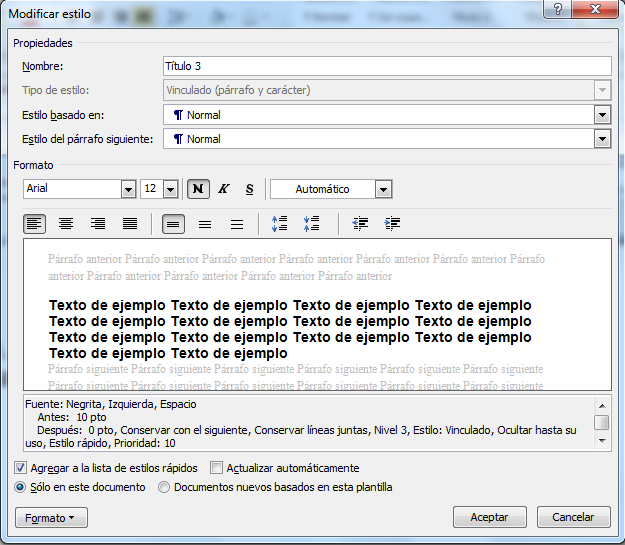 Modificar estilo
Propiedades
Nombre: Título 3
Tipo de estilo: Vinculado (párrafo y carácter)
Estilo basado en: ¶ Normal
Estilo del párrafo siguiente: ¶ Normal
Formato
Arial 12 N K S Automático
Párrafo anterior Párrafo anterior Párrafo anterior Párrafo anterior Párrafo anterior Párrafo
anterior Párrafo anterior Párrafo anterior Párrafo anterior Párrafo anterior
Texto de ejemplo Texto de ejemplo Texto de ejemplo Texto de ejemplo
Texto de ejemplo Texto de ejemplo Texto de ejemplo Texto de ejemplo
Texto de ejemplo Texto de ejemplo Texto de ejemplo Texto de ejemplo
Texto de ejemplo Texto de ejemplo
Párrafo siguiente Párrafo siguiente Párrafo siguiente Párrafo siguiente Párrafo siguiente
Párrafo siguiente Párrafo siguiente Párrafo siguiente Párrafo siguiente Párrafo siguiente
Fuente: Negrita, Izquierda, Espacio
Antes: 10 pto
Después: 0 pto, Conservar con el siguiente, Conservar líneas juntas, Nivel 3, Estilo: Vinculado, Ocultar hasta su
uso, Estilo rápido, Prioridad: 10
Agregar a la lista de estilos rápidos Actualizar automáticamente
Sólo en este documento Documentos nuevos basados en esta plantilla
Formato Aceptar Cancelar